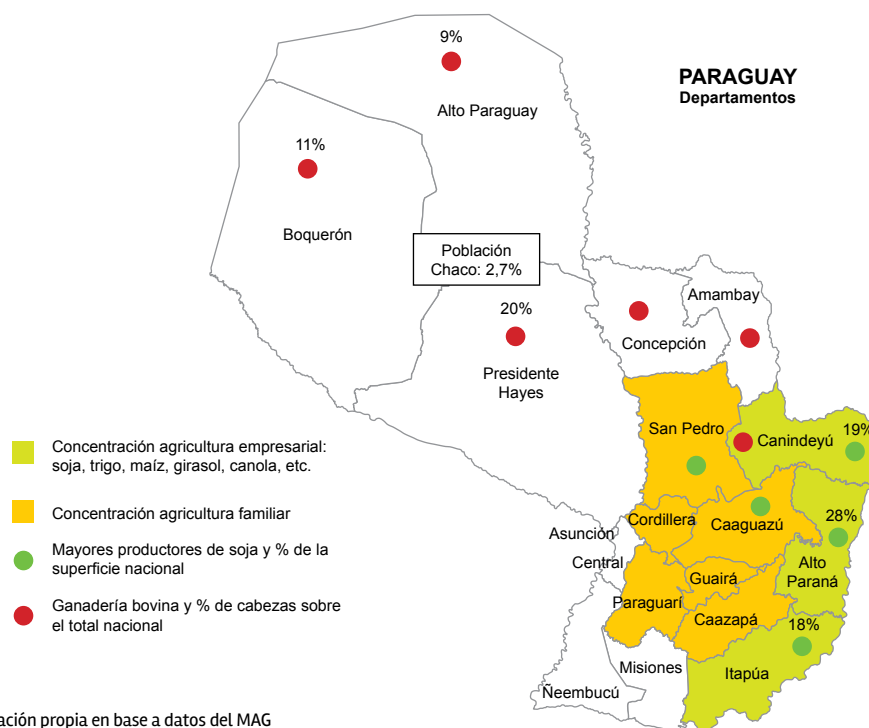 PARAGUAY
Departamentos
9%
Alto Paraguay
11%
Boquerón
Población
Chaco: 2,7%
20%
Presidente
Hayes
Amambay
Concepción
San Pedro
Canindeyú
19%
Cordillera
Caaguazú
28%
Alto
Paraná
Asunción
Central
Guairá
Paraguarí
Caazapá
18%
Itapúa
Misiones
Ñeembucú
Concentración agricultura empresarial:
soja, trigo, maíz, girasol, canola, etc.
Concentración agricultura familiar
Mayores productores de soja y % de la
superficie nacional
Ganadería bovina y % de cabezas sobre
el total nacional
ación propia en base a datos del MAG